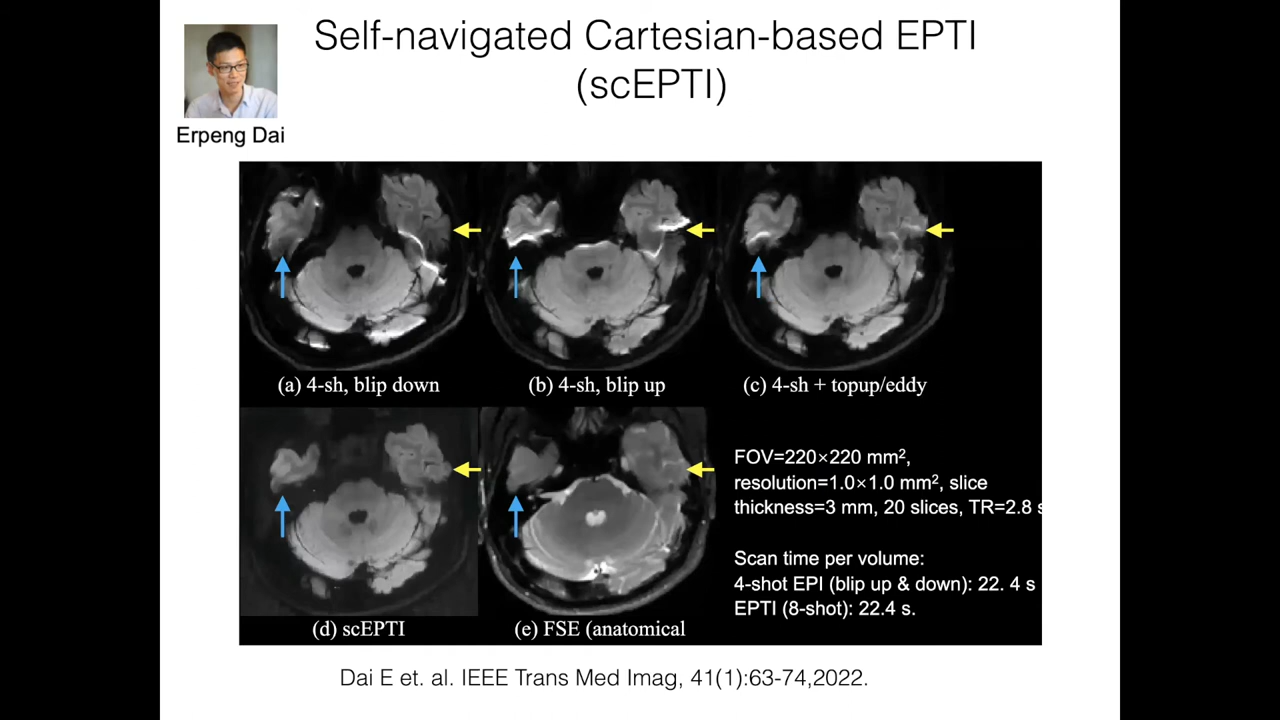 Self-navigated Cartesian-based EPTI
(scEPTI)
Erpeng Dai
(a) 4-sh, blip down
(b) 4-sh, blip up
(c) 4-sh + topup/eddy
(d) scEPTI
(e) FSE (anatomical
FOV=220×220 mm²,
resolution=1.0×1.0 mm², slice
thickness=3 mm, 20 slices, TR=2.8 s
Scan time per volume:
4-shot EPI (blip up & down): 22. 4 s
EPTI (8-shot): 22.4 s.
Dai E et. al. IEEE Trans Med Imag, 41(1):63-74,2022.